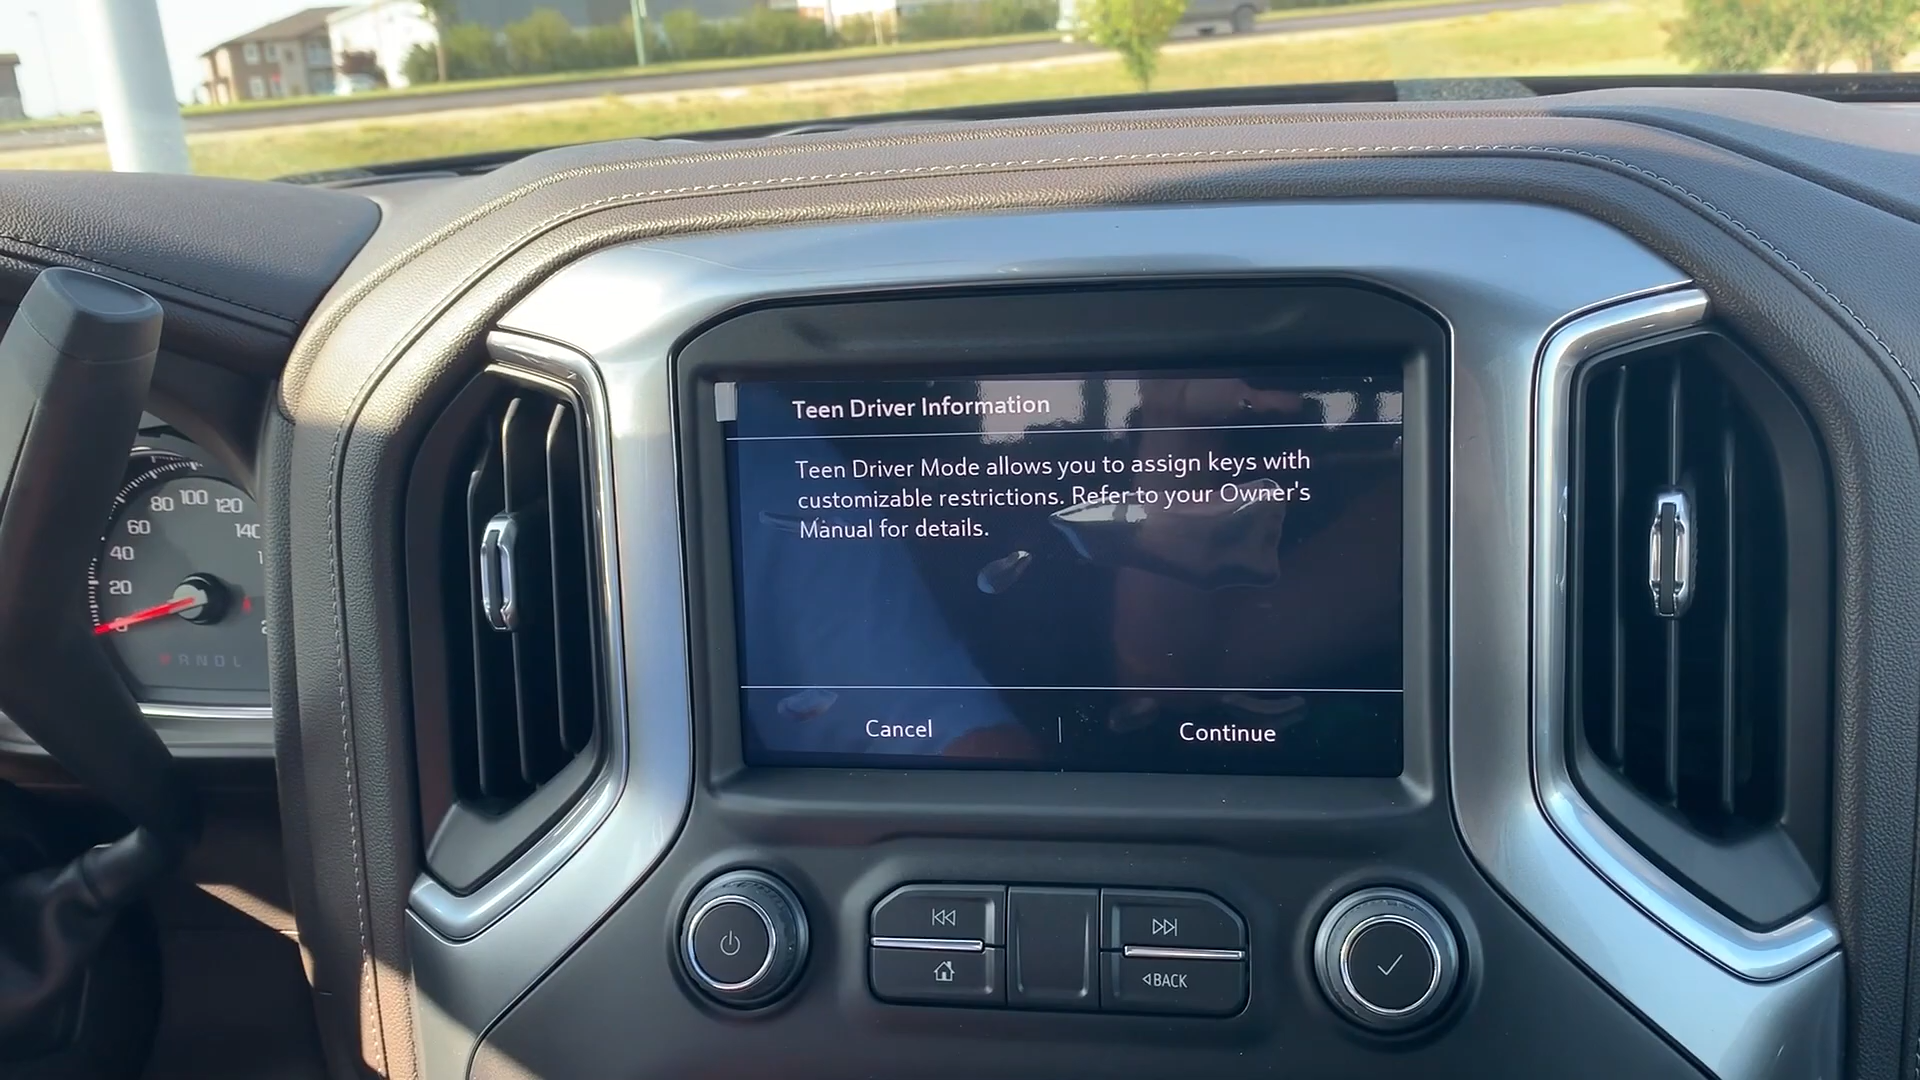 Teen Driver Information
Teen Driver Mode allows you to assign keys with
customizable restrictions. Refer to your Owner's
Manual for details.
Cancel
Continue
80 100 120
60
140
40
20
0
R N D L
BACK